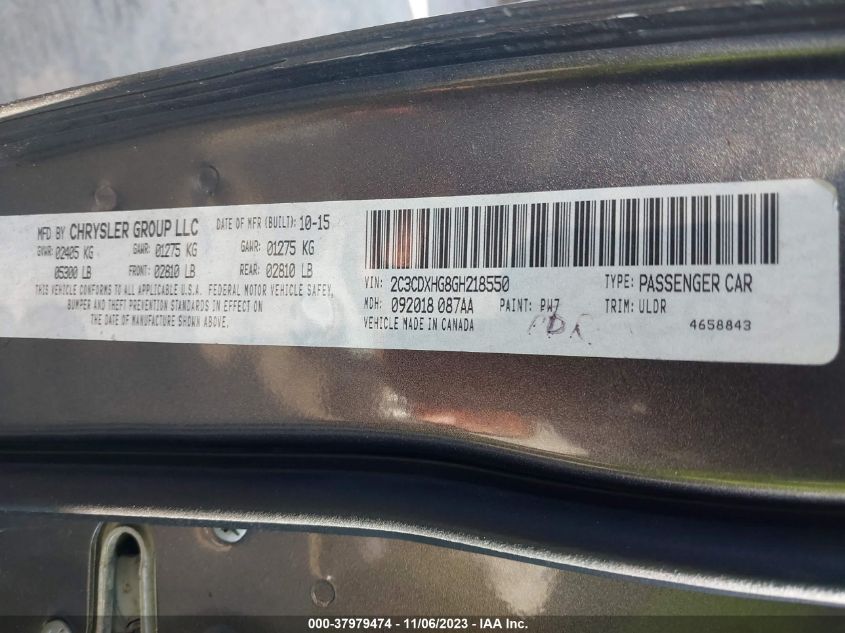 MFD BY CHRYSLER GROUP LLC DATE OF MFR (BUILT): 10-15
GVWR: 02405 KG GAWR: 01275 KG GAWR: 01275 KG
05300 LB FRONT: 02810 LB REAR: 02810 LB
THIS VEHICLE CONFORMS TO ALL APPLICABLE U.S. FEDERAL MOTOR VEHICLE SAFETY,
BUMPER AND THEFT PREVENTION STANDARDS IN EFFECT ON
THE DATE OF MANUFACTURE SHOWN ABOVE.
VIN: 2C3CDXHG8GH218550 TYPE: PASSENGER CAR
MDH: 092018 087AA PAINT: PW7 TRIM: ULDR
VEHICLE MADE IN CANADA 4658843
000-37979474 | 11/06/2023 | - IAA Inc.